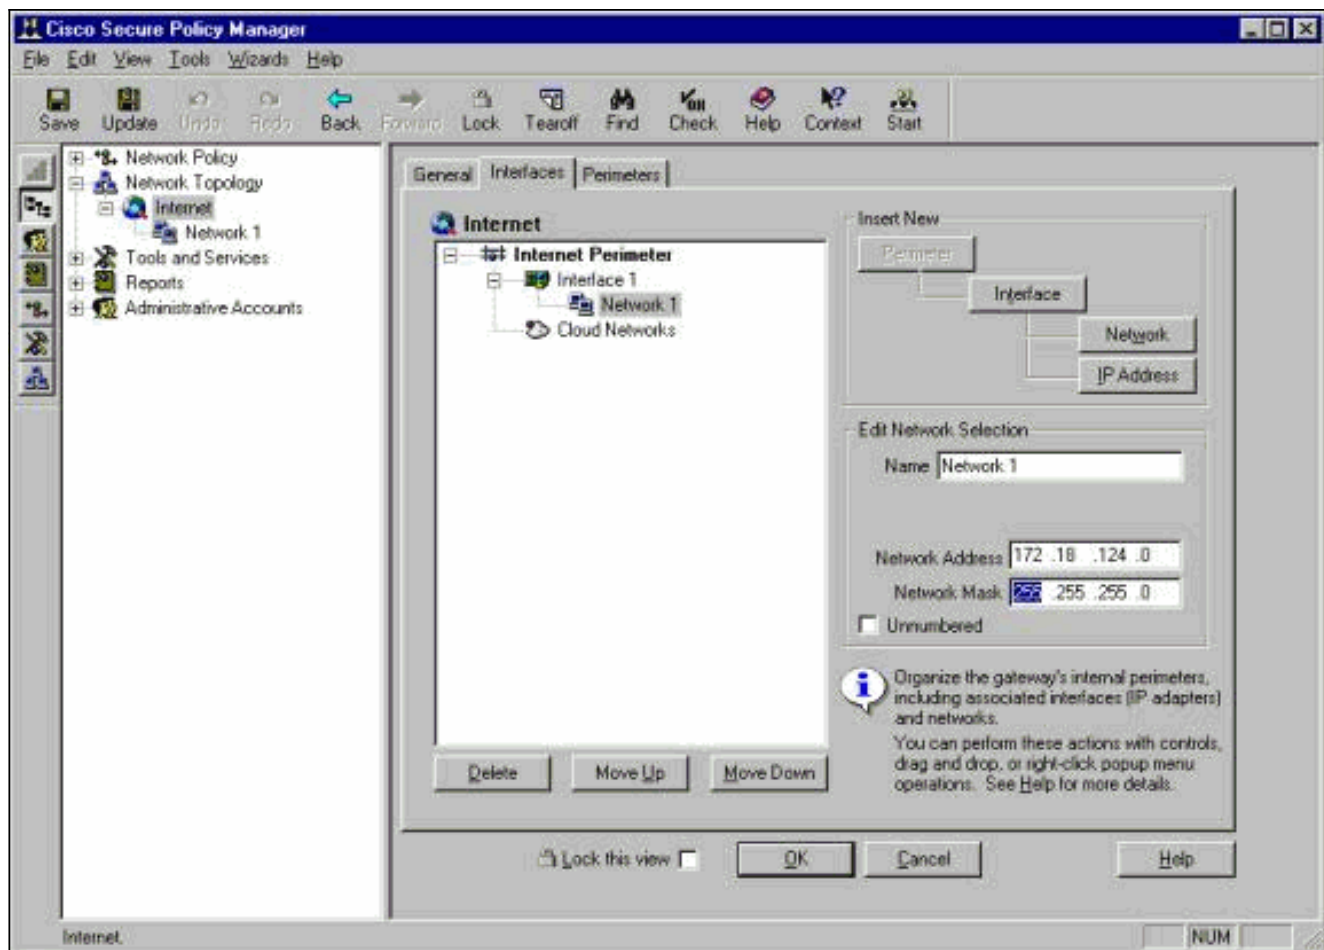 Cisco Secure Policy Manager
File Edit View Tools Wizards Help
Save Update Undo Redo Back Forward Lock Tearoff Find Check Help Context Start
Network Policy
Network Topology
Internet
Network 1
Tools and Services
Reports
Administrative Accounts
General Interfaces Perimeters
Internet
Internet Perimeter
Interface 1
Network 1
Cloud Networks
Delete Move Up Move Down
Insert New
Perimeter
Interface
Network
IP Address
Edit Network Selection
Name Network 1
Network Address 172 .18 .124 .0
Network Mask 255 .255 .255 .0
Unnumbered
Organize the gateway's internal perimeters,
including associated interfaces (IP adapters)
and networks.
You can perform these actions with controls,
drag and drop, or right-click popup menu
operations. See Help for more details.
Lock this view OK Cancel Help
Internet. NUM